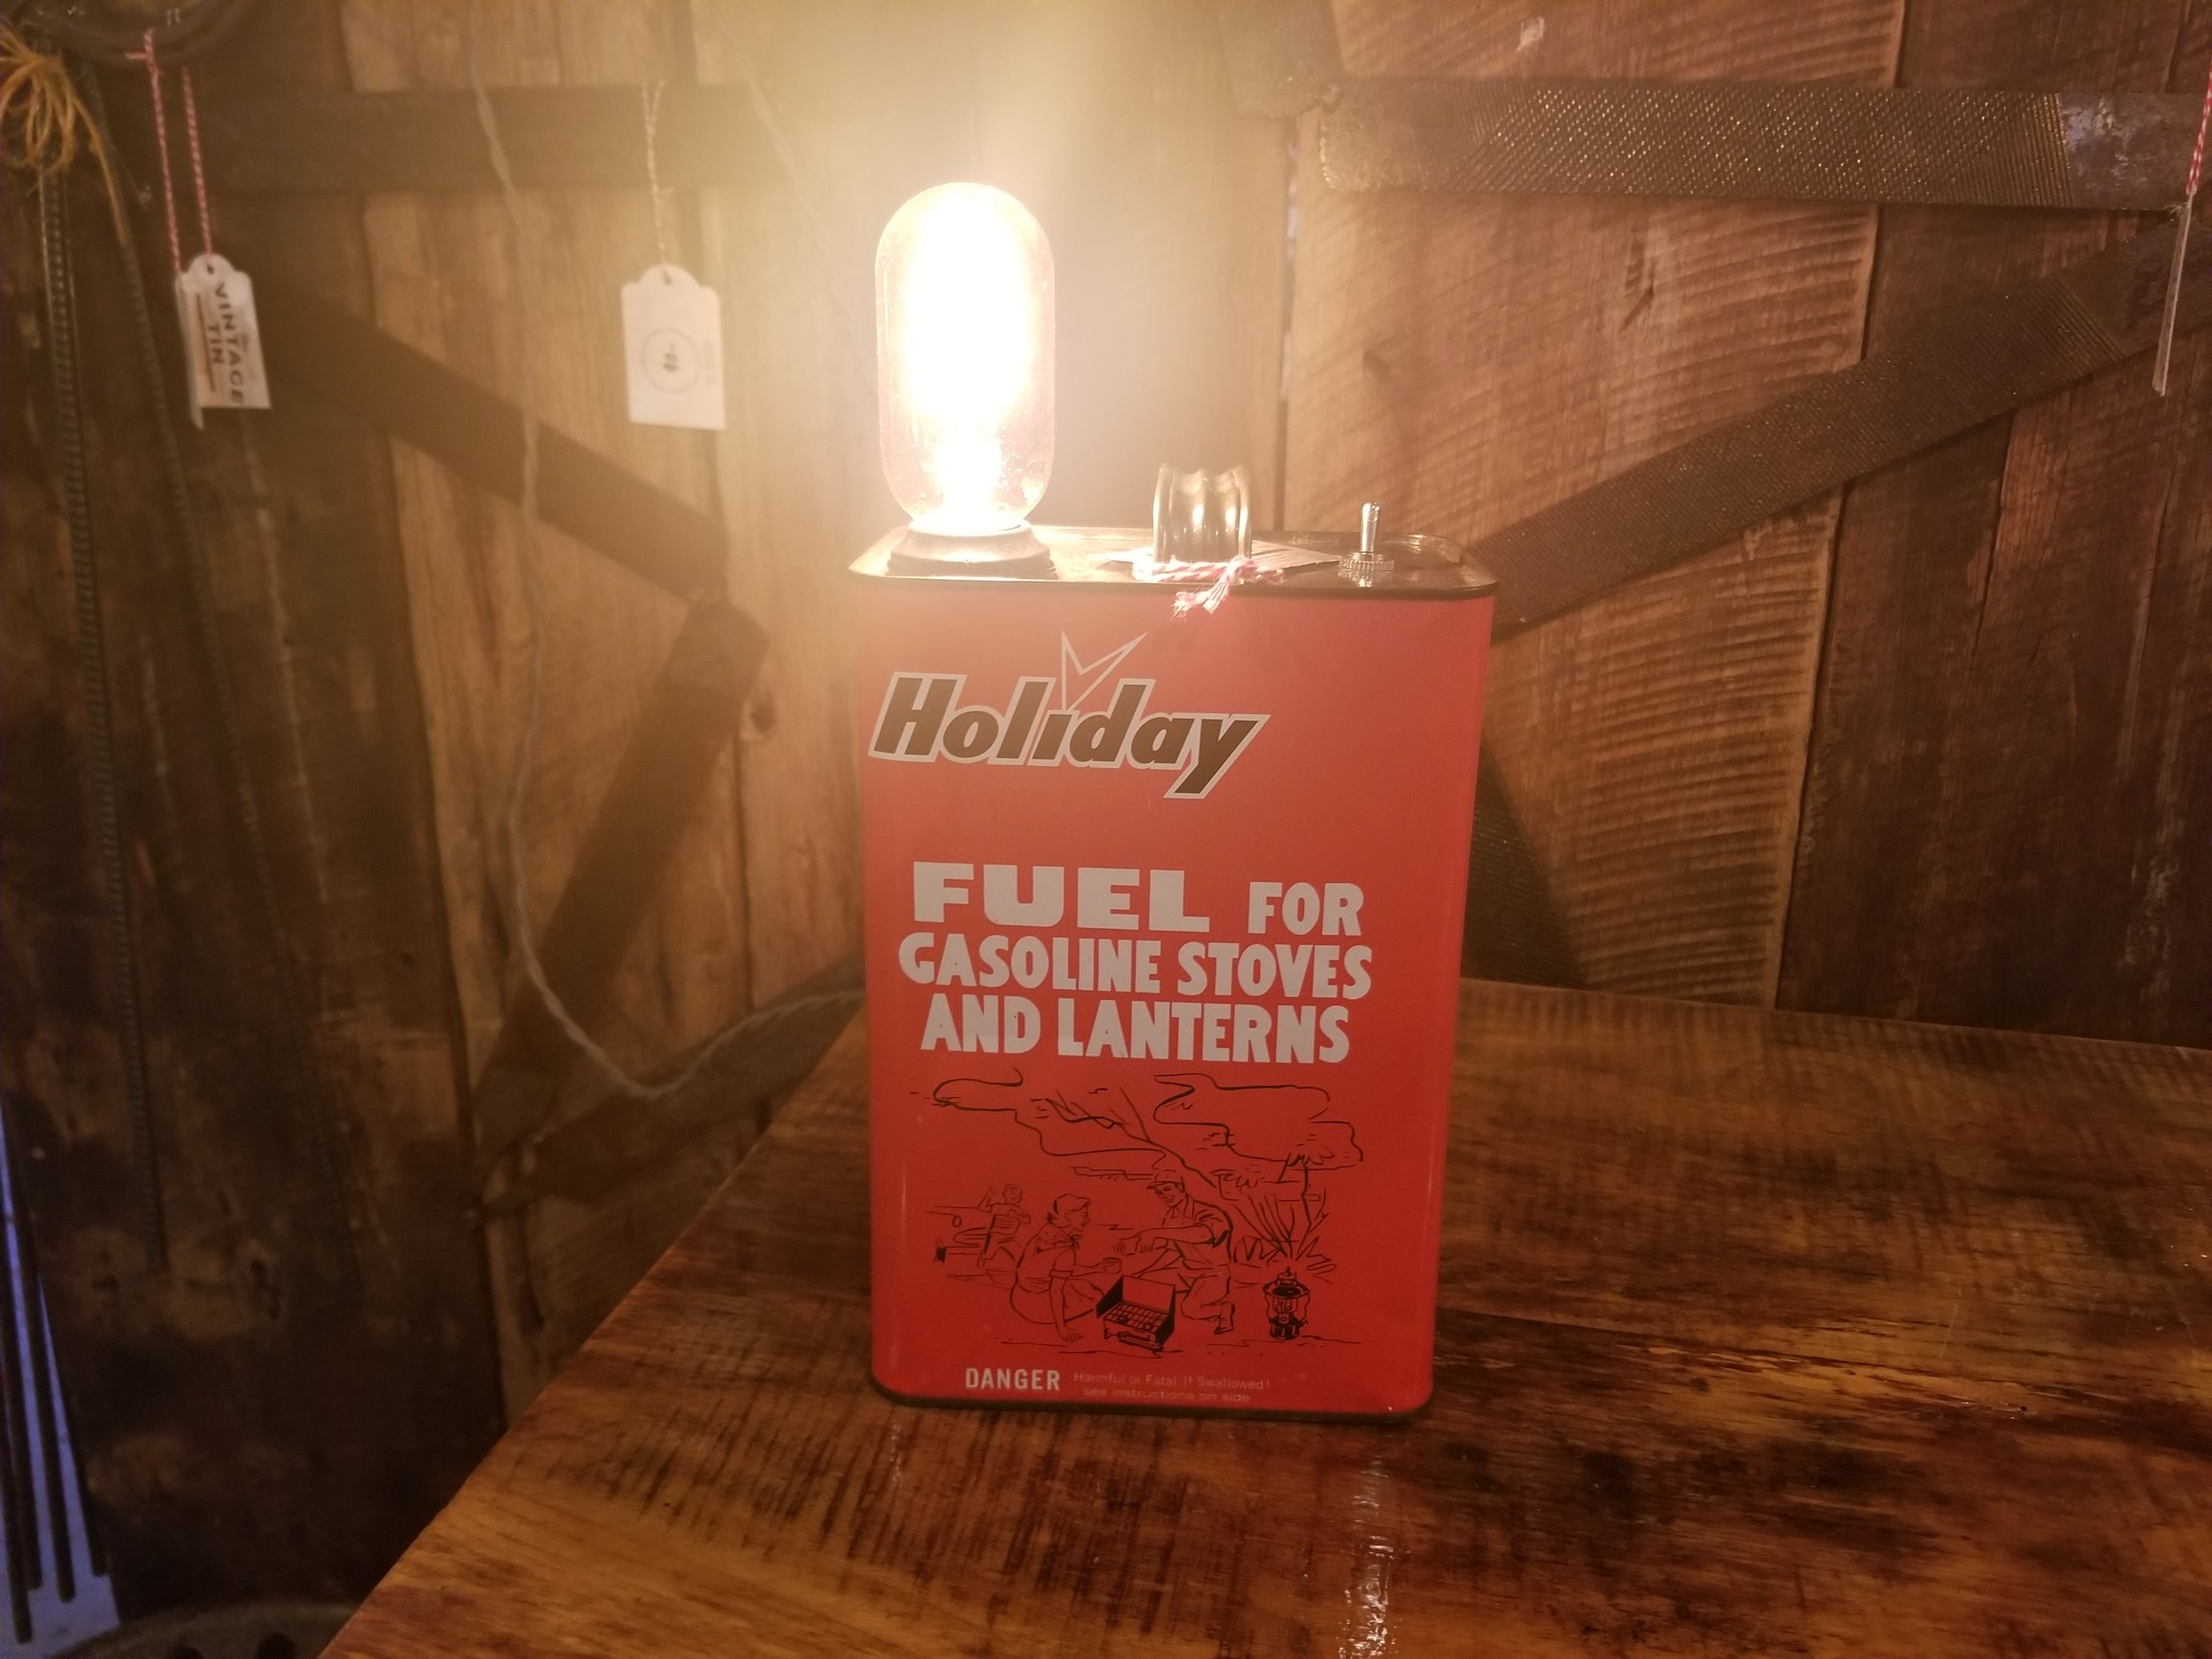 VINTAGE
TIN
Holiday
FUEL FOR
GASOLINE STOVES
AND LANTERNS
DANGER Harmful or Fatal If Swallowed!
see instructions on side